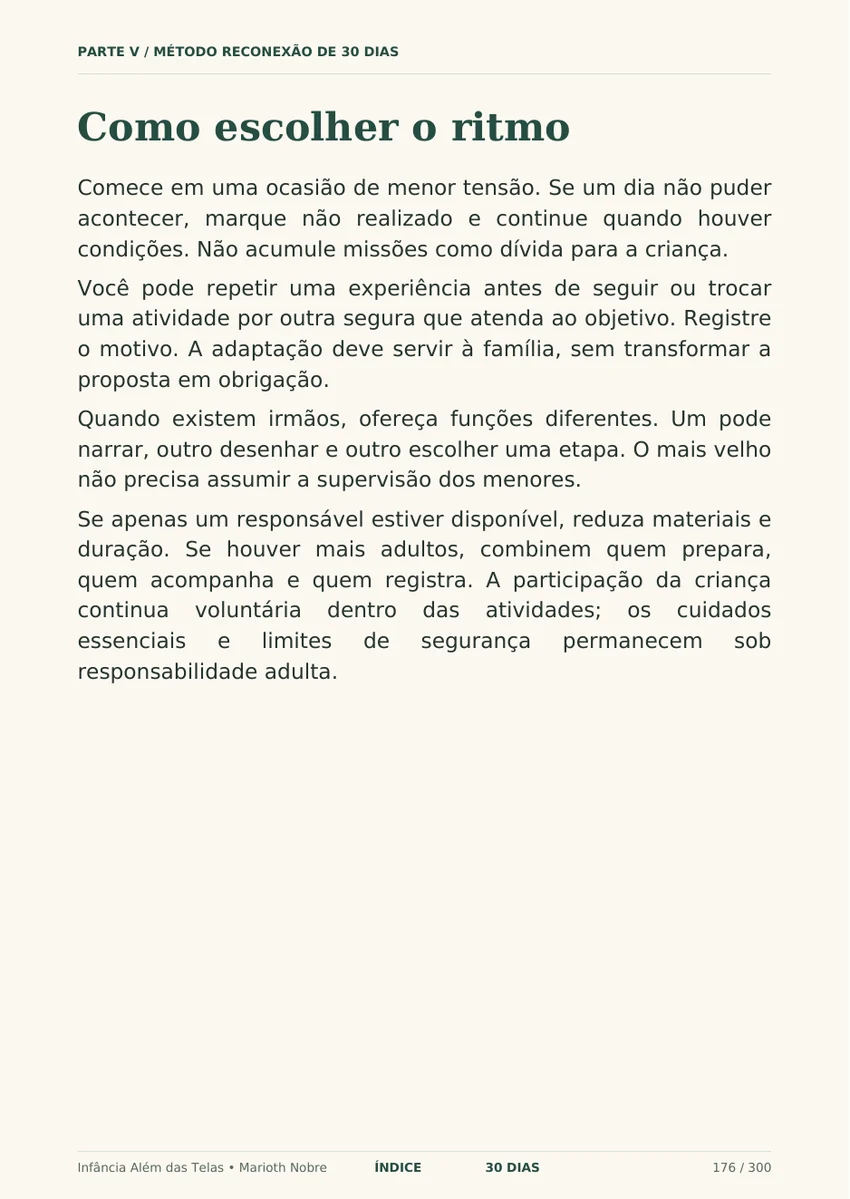 PARTE V / MÉTODO RECONEXÃO DE 30 DIAS
Como escolher o ritmo
Comece em uma ocasião de menor tensão. Se um dia não puder
acontecer, marque não realizado e continue quando houver
condições. Não acumule missões como dívida para a criança.
Você pode repetir uma experiência antes de seguir ou trocar
uma atividade por outra segura que atenda ao objetivo. Registre
o motivo. A adaptação deve servir à família, sem transformar a
proposta em obrigação.
Quando existem irmãos, ofereça funções diferentes. Um pode
narrar, outro desenhar e outro escolher uma etapa. O mais velho
não precisa assumir a supervisão dos menores.
Se apenas um responsável estiver disponível, reduza materiais e
duração. Se houver mais adultos, combinem quem prepara,
quem acompanha e quem registra. A participação da criança
continua voluntária dentro das atividades; os cuidados
essenciais e limites de segurança permanecem sob
responsabilidade adulta.
Infância Além das Telas • Marioth Nobre ÍNDICE 30 DIAS 176 / 300